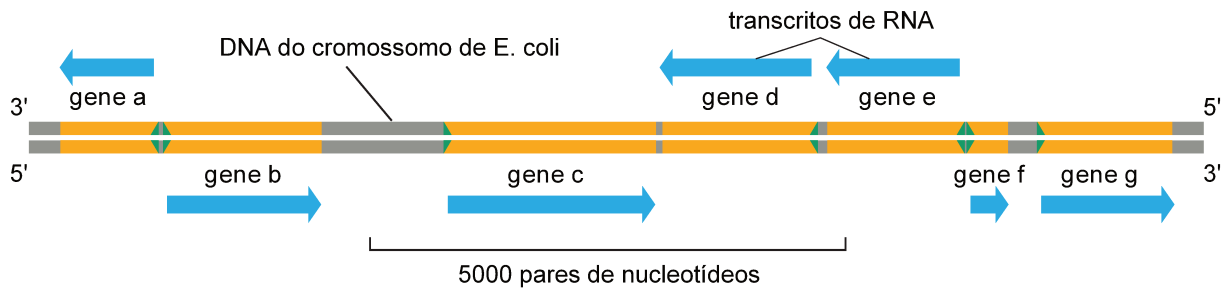 transcritos de RNA
DNA do cromossomo de E. coli
gene a
gene d
gene e
3'
5'
5'
3'
gene b
gene c
gene f
gene g
5000 pares de nucleotídeos